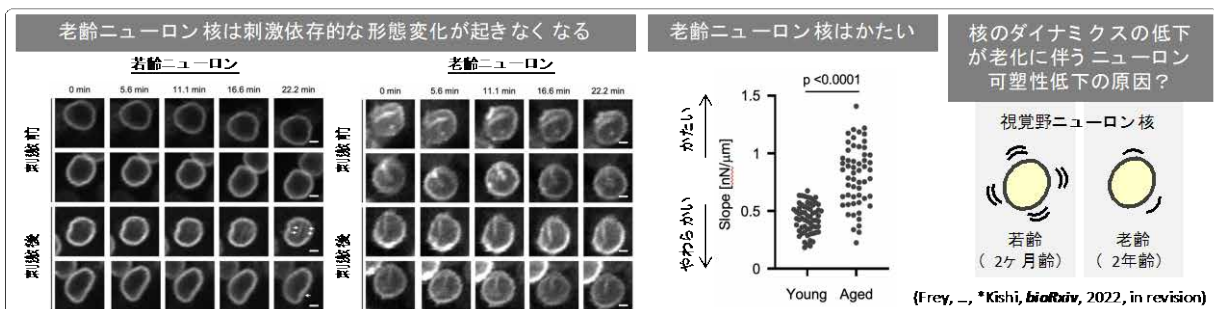 老齢ニューロン核は刺激依存的な形態変化が起きなくなる
若齢ニューロン
老齢ニューロン
0 min 5.6 min 11.1 min 16.6 min 22.2 min
0 min 5.6 min 11.1 min 16.6 min 22.2 min
刺激前
刺激後
刺激前
刺激後
老齢ニューロン核はかたい
p <0.0001
かたい
やわらかい
Slope [nN/μm]
1.5
1
0.5
0
Young Aged
核のダイナミクスの低下
が老化に伴うニューロン
可塑性低下の原因？
視覚野ニューロン核
若齢
（ 2ヶ月齢）
老齢
（ 2年齢）
(Frey, …, *Kishi, bioRxiv, 2022, in revision)